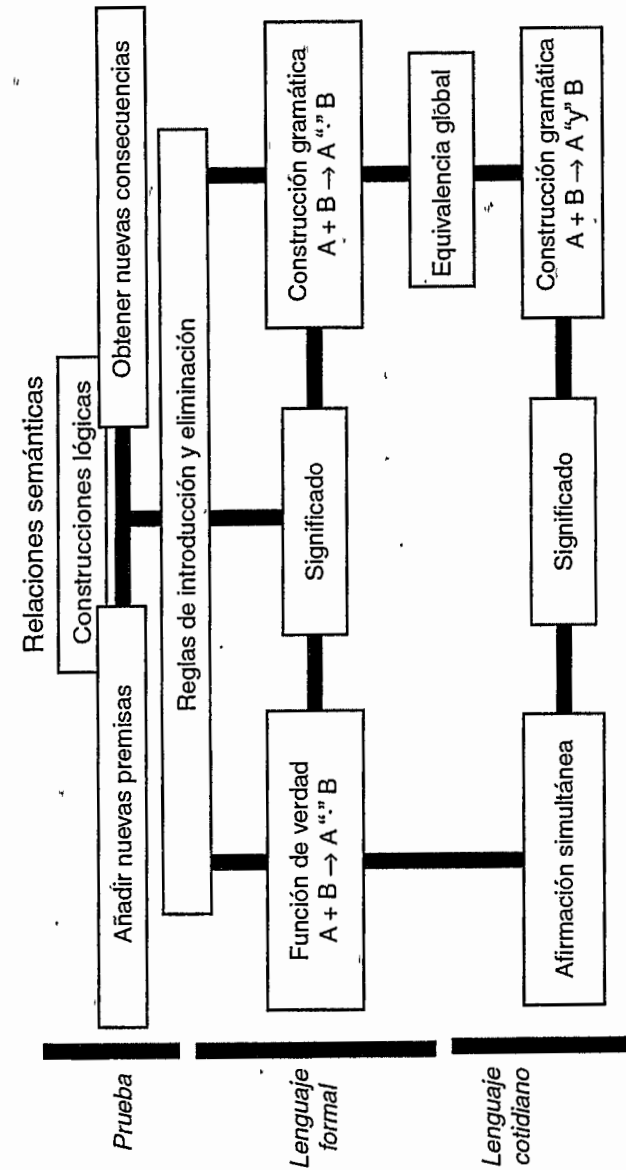 Relaciones semánticas
Construcciones lógicas
Prueba
Añadir nuevas premisas
Obtener nuevas consecuencias
Reglas de introducción y eliminación
Lenguaje
formal
Función de verdad
A + B → A “·” B
Significado
Construcción gramática
A + B → A “·” B
Equivalencia global
Lenguaje
cotidiano
Afirmación simultánea
Significado
Construcción gramática
A + B → A “y” B